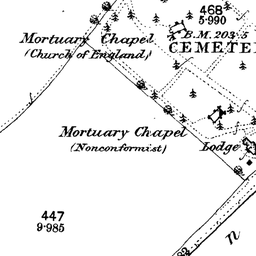 468
5·990
B.M. 203·5
CEMETE
Mortuary Chapel
(Church of England)
Mortuary Chapel
(Nonconformist)
Lodge
447
9·985
n